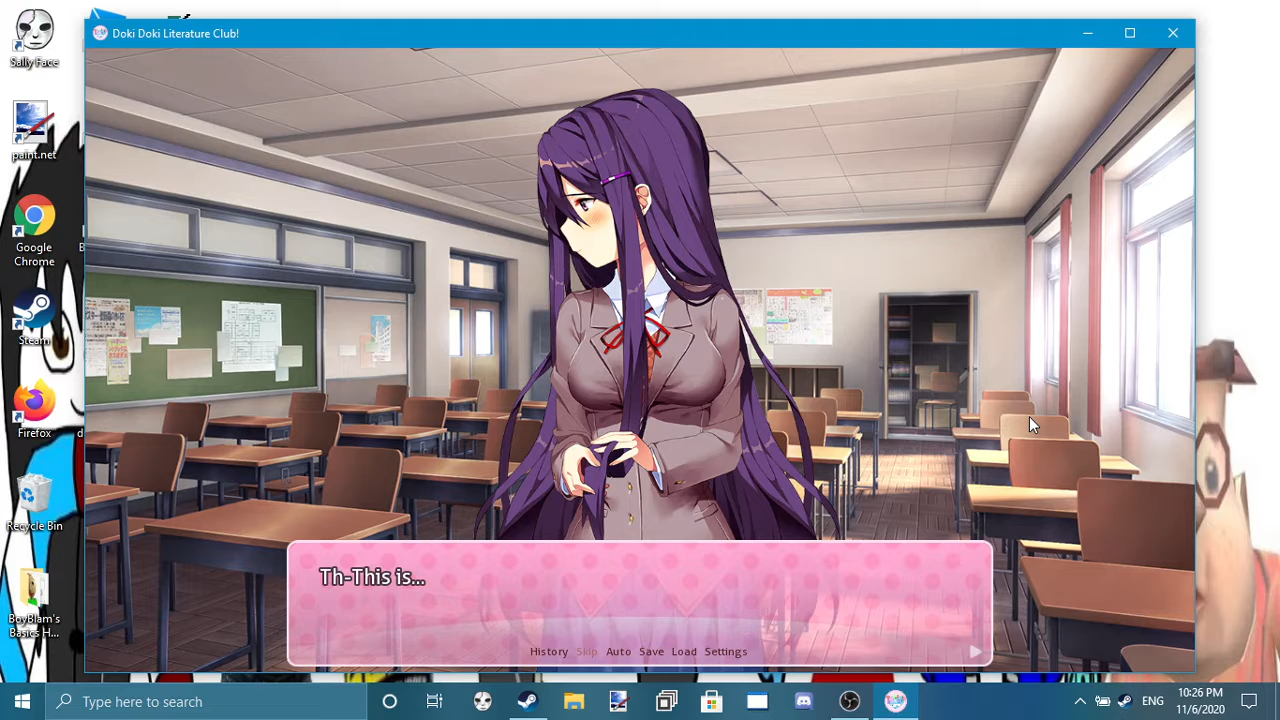 Doki Doki Literature Club!
Sally Face
paint.net
Google
Chrome
Steam
Firefox
Recycle Bin
BoyBlam's
Basics H...
Th-This is...
History Skip Auto Save Load Settings
Type here to search
ENG
10:26 PM
11/6/2020